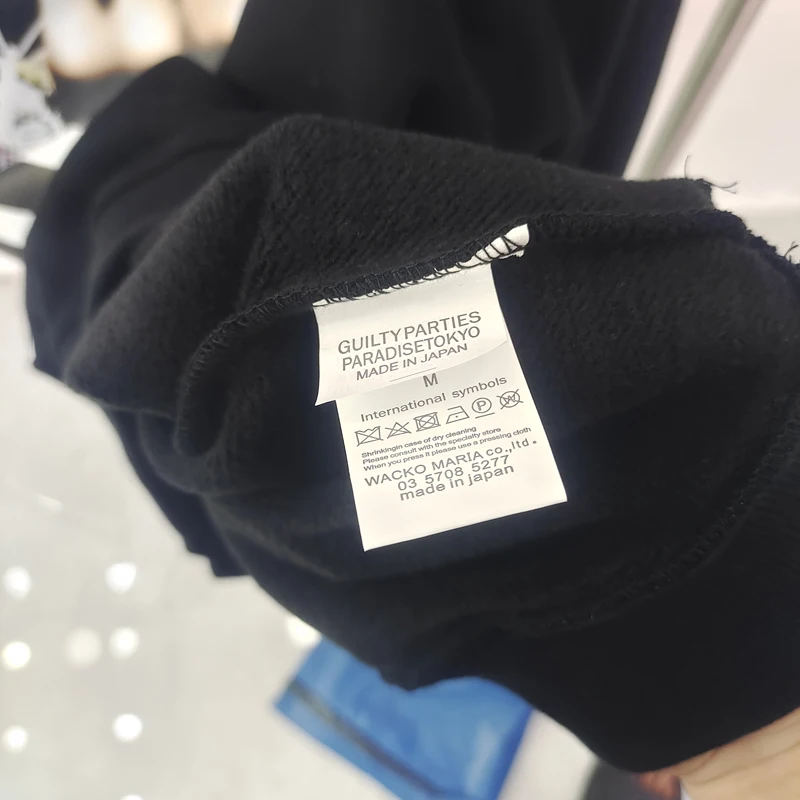 GUILTY PARTIES
PARADISETOKYO
MADE IN JAPAN
M
International symbols
P W
Shrinkingin case of dry cleaning
Please consult with the specialty store
When you press it please use a pressing cloth
WACKO MARIA co.,ltd.
03 5708 5277
made in japan